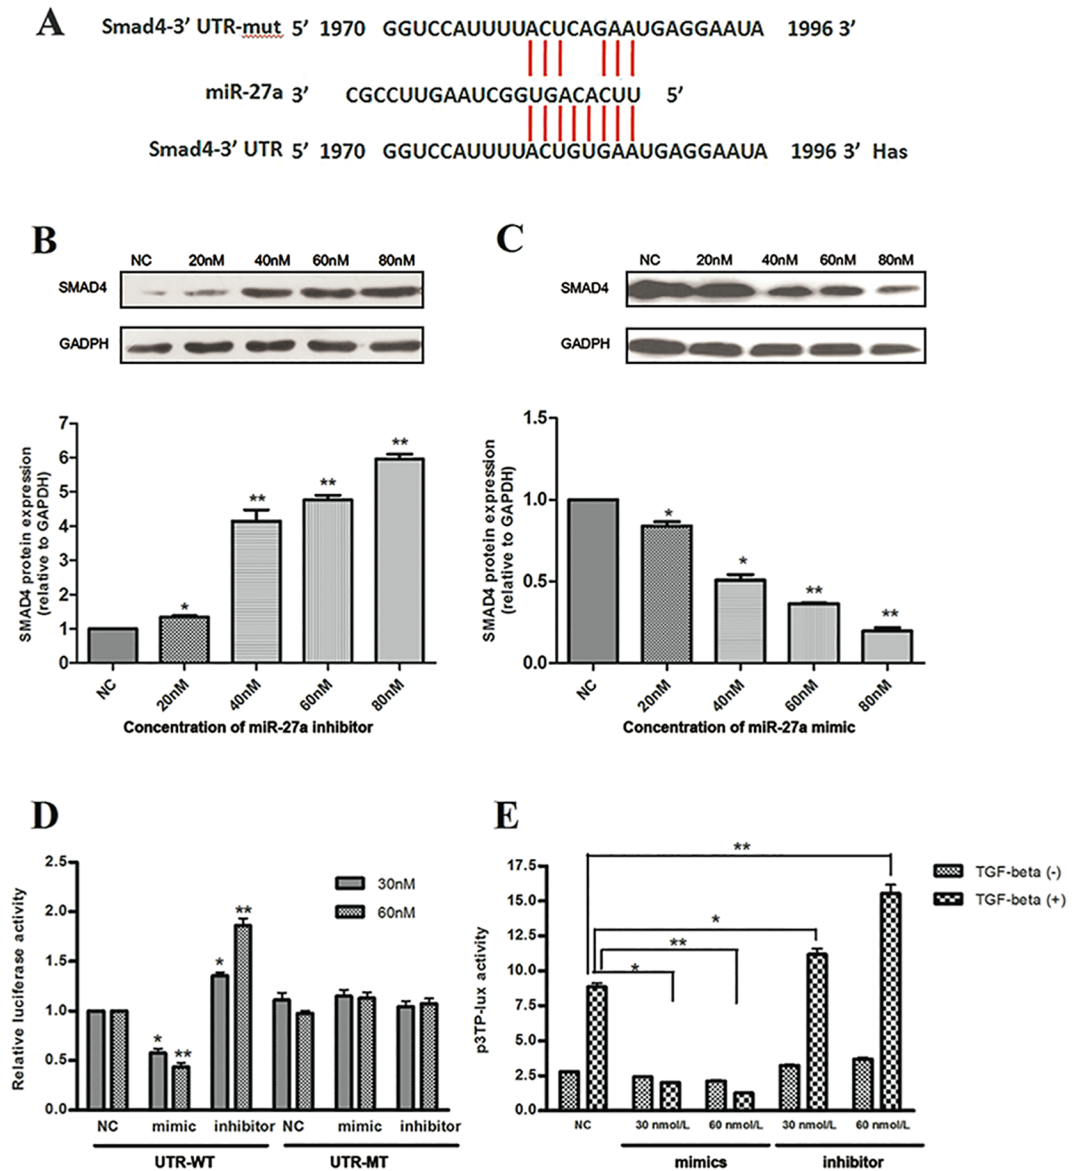 A
Smad4-3’ UTR-mut 5’ 1970 GGUCCAUUUUACUCAGAAUGAGGAAUA 1996 3’
miR-27a 3’ CGCCUUGAAUCGGUGACACUU 5’
Smad4-3’ UTR 5’ 1970 GGUCCAUUUUACUGUGAAUGAGGAAUA 1996 3’ Has
B
NC 20nM 40nM 60nM 80nM
SMAD4
GADPH
SMAD4 protein expression
(relative to GAPDH)
7
6
5
4
3
2
1
0
*
**
**
**
NC 20nM 40nM 60nM 80nM
Concentration of miR-27a inhibitor
C
NC 20nM 40nM 60nM 80nM
SMAD4
GADPH
SMAD4 protein expression
(relative to GAPDH)
1.5
1.0
0.5
0.0
*
*
**
**
NC 20nM 40nM 60nM 80nM
Concentration of miR-27a mimic
D
Relative luciferase activity
2.5
2.0
1.5
1.0
0.5
0.0
30nM
60nM
*
**
*
**
NC mimic inhibitor NC mimic inhibitor
UTR-WT UTR-MT
E
p3TP-lux activity
17.5
15.0
12.5
10.0
7.5
5.0
2.5
0.0
**
*
**
*
TGF-beta (-)
TGF-beta (+)
NC 30 nmol/L 60 nmol/L 30 nmol/L 60 nmol/L
mimics inhibitor